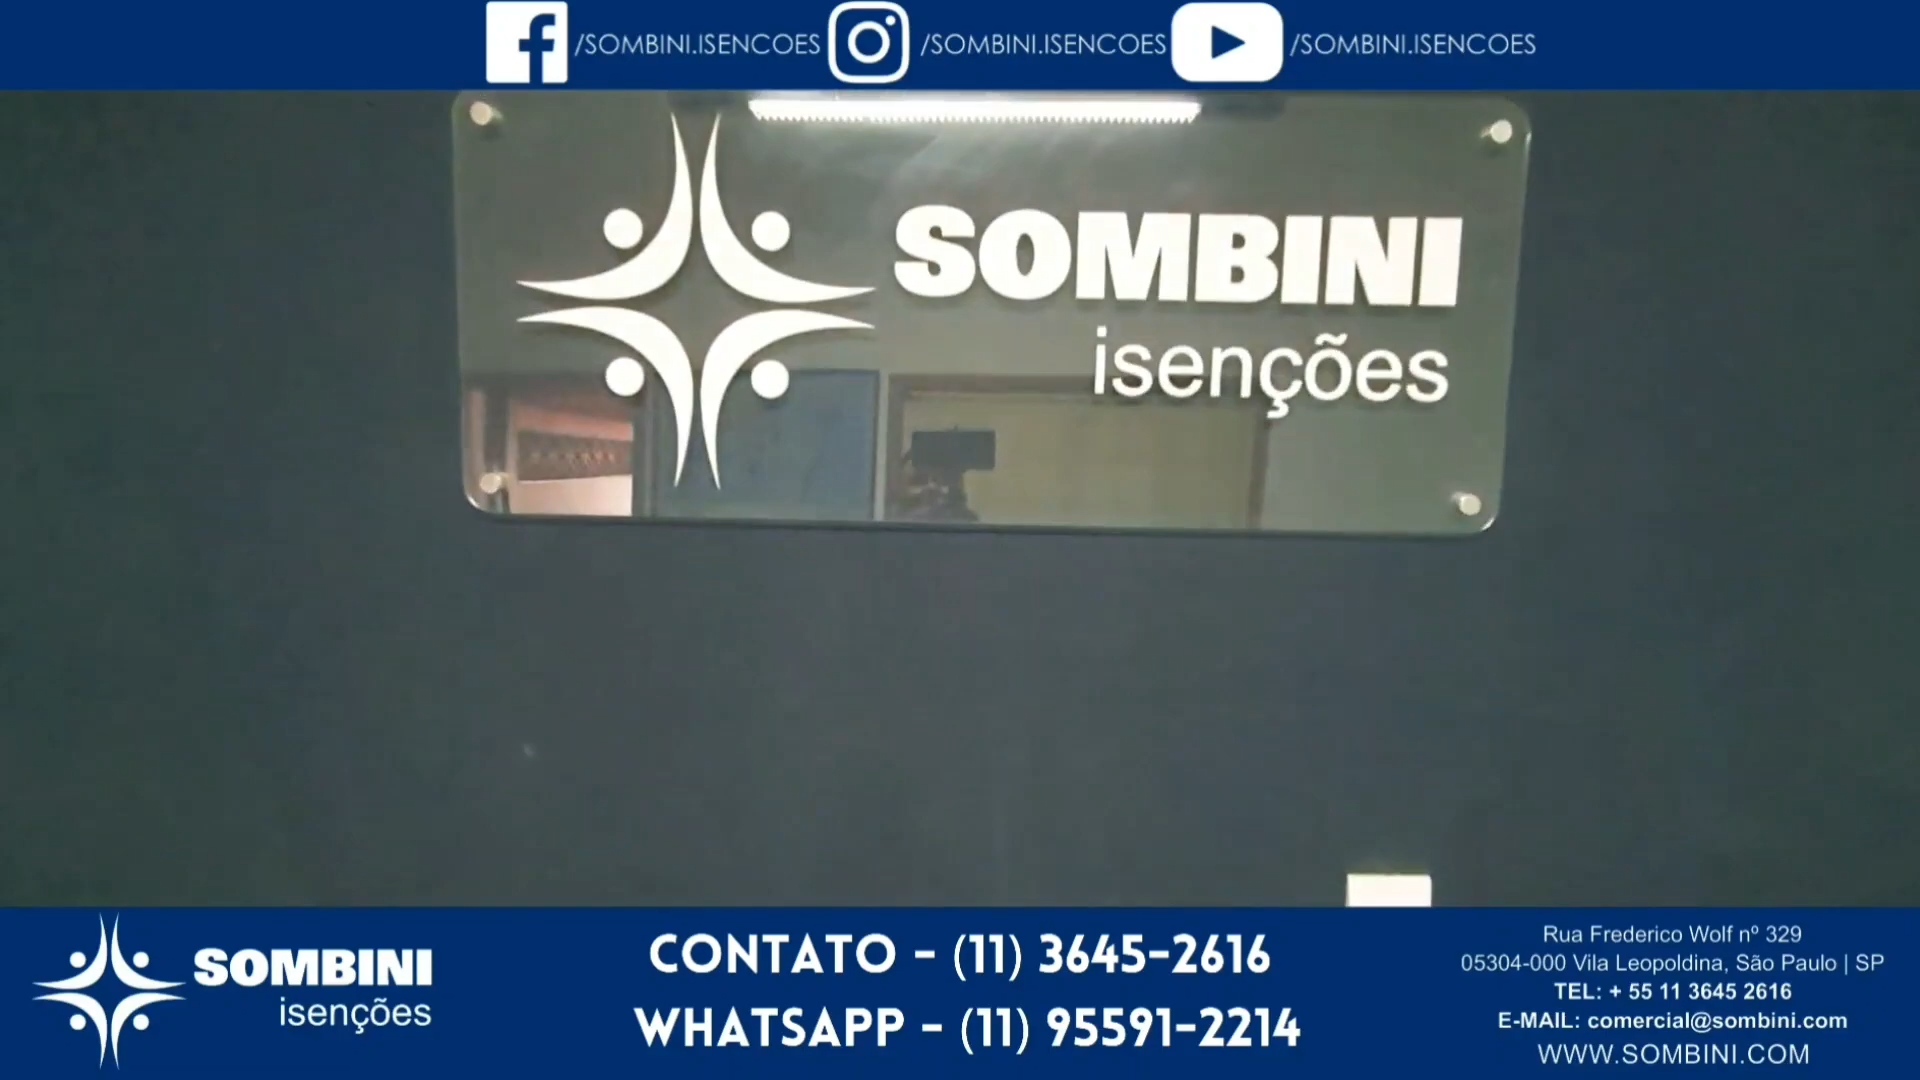 /SOMBINI.ISENCOES /SOMBINI.ISENCOES /SOMBINI.ISENCOES
SOMBINI
isenções
SOMBINI
isenções
CONTATO - (11) 3645-2616
WHATSAPP - (11) 95591-2214
Rua Frederico Wolf nº 329
05304-000 Vila Leopoldina, São Paulo | SP
TEL: + 55 11 3645 2616
E-MAIL: comercial@sombini.com
WWW.SOMBINI.COM